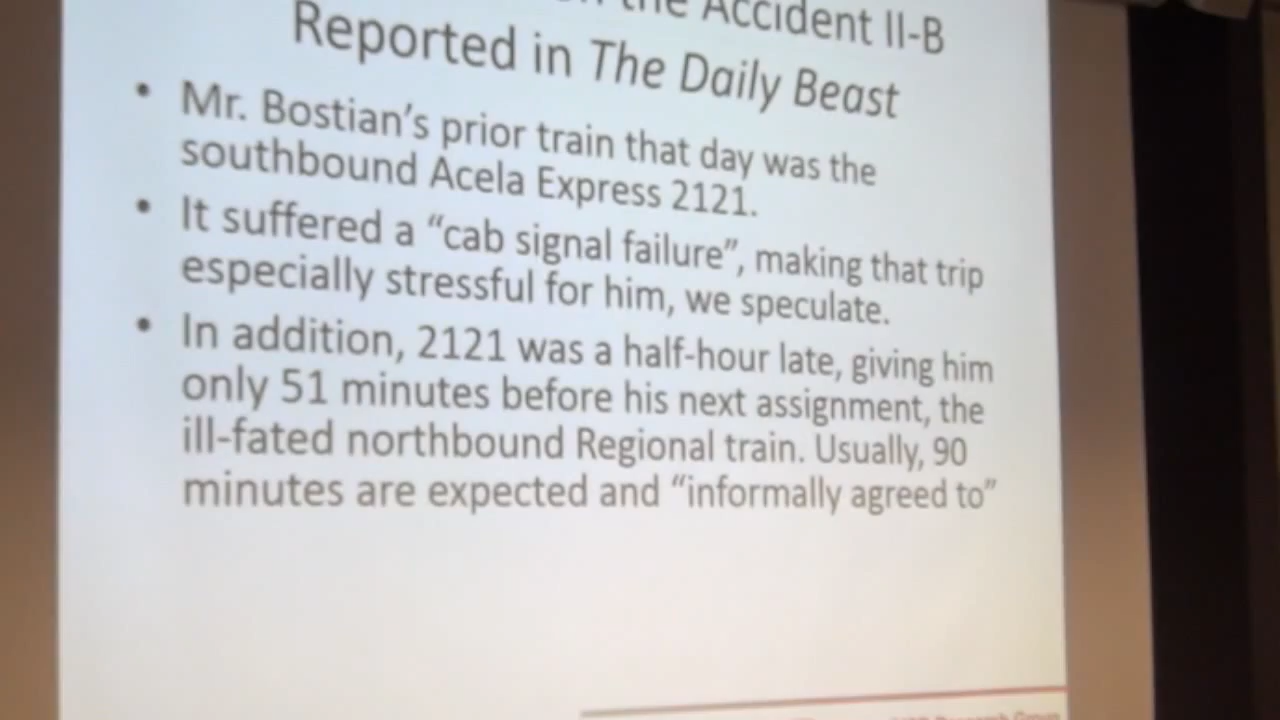 the Accident II-B
Reported in The Daily Beast
• Mr. Bostian's prior train that day was the
southbound Acela Express 2121.
• It suffered a “cab signal failure”, making that trip
especially stressful for him, we speculate.
• In addition, 2121 was a half-hour late, giving him
only 51 minutes before his next assignment, the
ill-fated northbound Regional train. Usually, 90
minutes are expected and “informally agreed to”